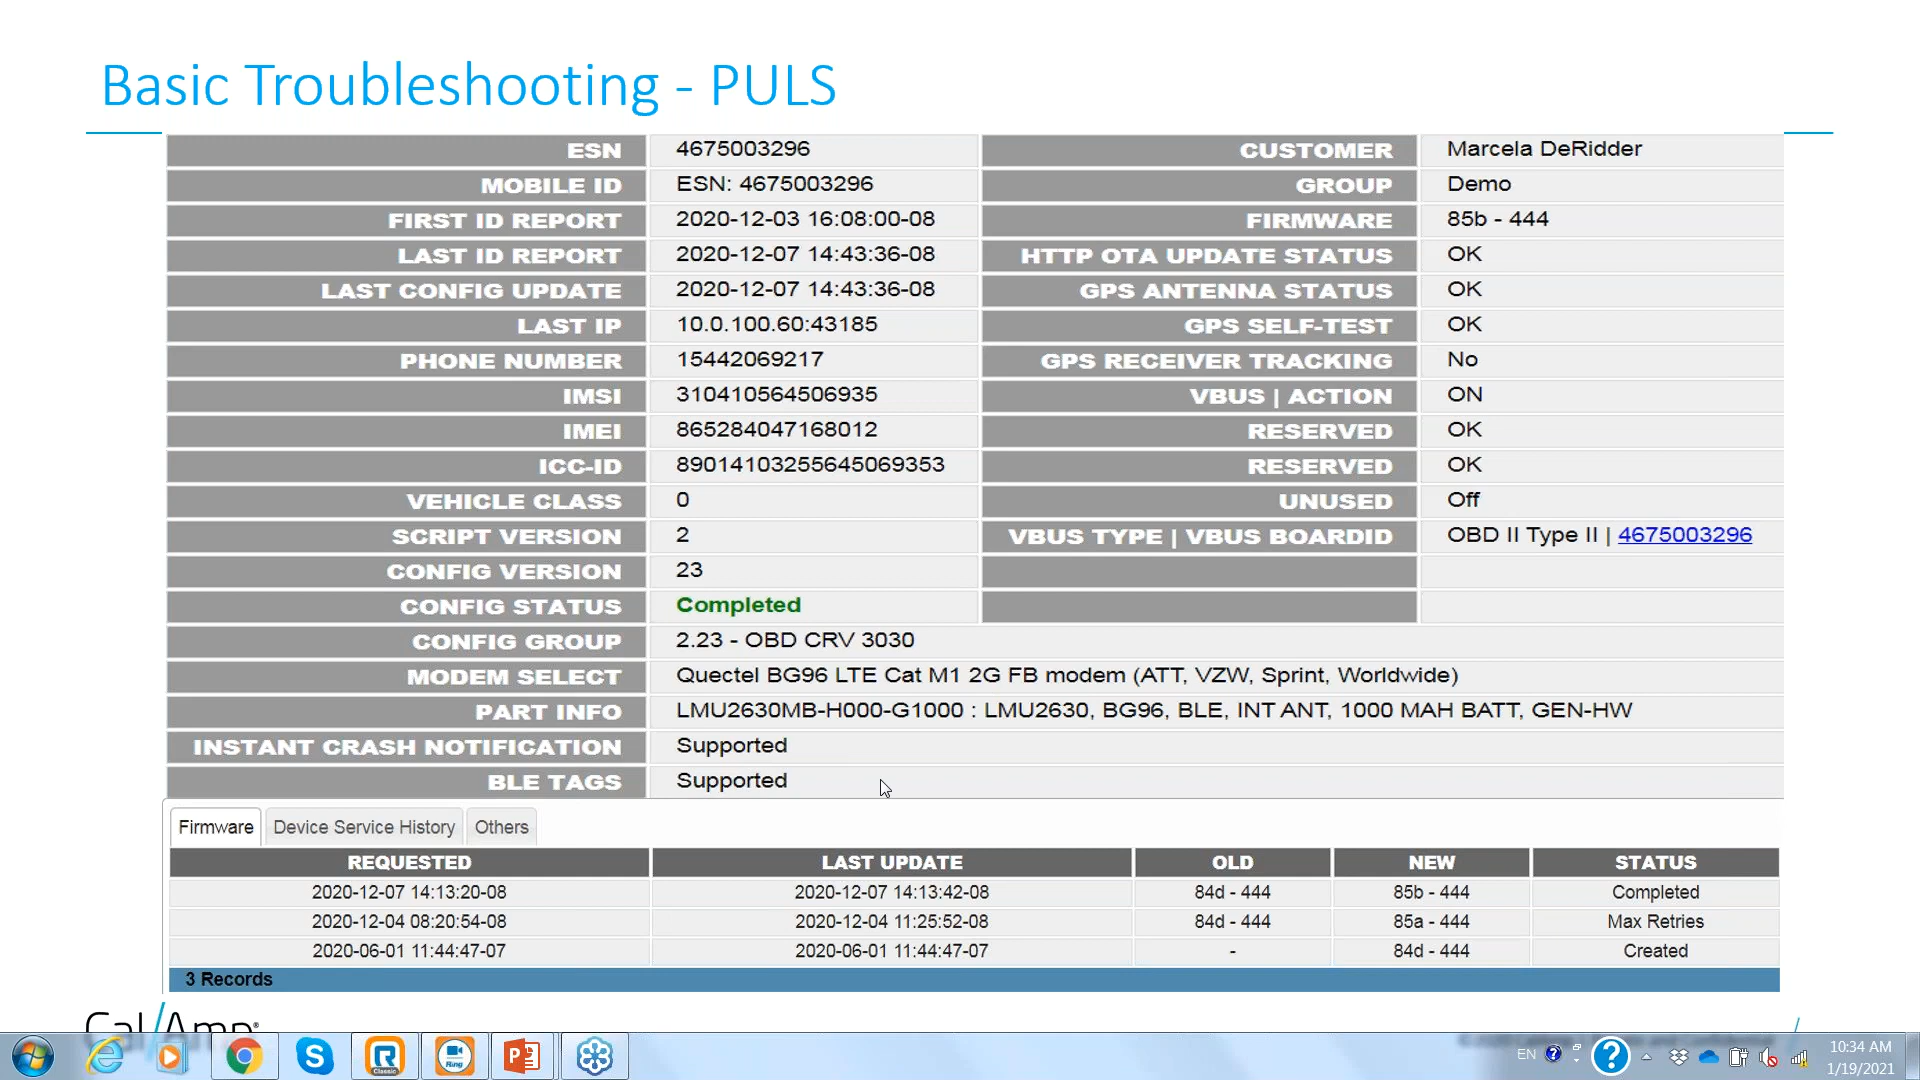 Basic Troubleshooting - PULS
ESN 4675003296 CUSTOMER Marcela DeRidder
MOBILE ID ESN: 4675003296 GROUP Demo
FIRST ID REPORT 2020-12-03 16:08:00-08 FIRMWARE 85b - 444
LAST ID REPORT 2020-12-07 14:43:36-08 HTTP OTA UPDATE STATUS OK
LAST CONFIG UPDATE 2020-12-07 14:43:36-08 GPS ANTENNA STATUS OK
LAST IP 10.0.100.60:43185 GPS SELF-TEST OK
PHONE NUMBER 15442069217 GPS RECEIVER TRACKING No
IMSI 310410564506935 VBUS | ACTION ON
IMEI 865284047168012 RESERVED OK
ICC-ID 89014103255645069353 RESERVED OK
VEHICLE CLASS 0 UNUSED Off
SCRIPT VERSION 2 VBUS TYPE | VBUS BOARDID OBD II Type II | 4675003296
CONFIG VERSION 23
CONFIG STATUS Completed
CONFIG GROUP 2.23 - OBD CRV 3030
MODEM SELECT Quectel BG96 LTE Cat M1 2G FB modem (ATT, VZW, Sprint, Worldwide)
PART INFO LMU2630MB-H000-G1000 : LMU2630, BG96, BLE, INT ANT, 1000 MAH BATT, GEN-HW
INSTANT CRASH NOTIFICATION Supported
BLE TAGS Supported
Firmware Device Service History Others
REQUESTED LAST UPDATE OLD NEW STATUS
2020-12-07 14:13:20-08 2020-12-07 14:13:42-08 84d - 444 85b - 444 Completed
2020-12-04 08:20:54-08 2020-12-04 11:25:52-08 84d - 444 85a - 444 Max Retries
2020-06-01 11:44:47-07 2020-06-01 11:44:47-07 - 84d - 444 Created
3 Records
Cal/Amp
EN
10:34 AM
1/19/2021
Classic
Ring